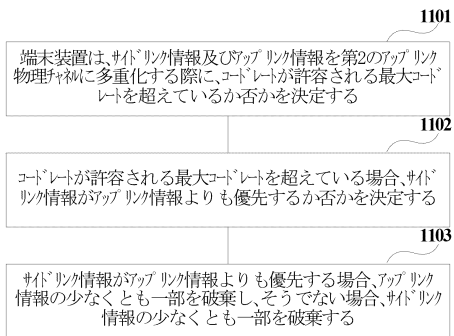 1101
端末装置は、サイドリンク情報及びアップリンク情報を第2のアップリンク
物理チャネルに多重化する際に、コードレートが許容される最大コード
レートを超えているか否かを決定する
1102
コードレートが許容される最大コードレートを超えている場合、サイド
リンク情報がアップリンク情報よりも優先するか否かを決定する
1103
サイドリンク情報がアップリンク情報よりも優先する場合、アップリンク
情報の少なくとも一部を破棄し、そうでない場合、サイドリンク
情報の少なくとも一部を破棄する